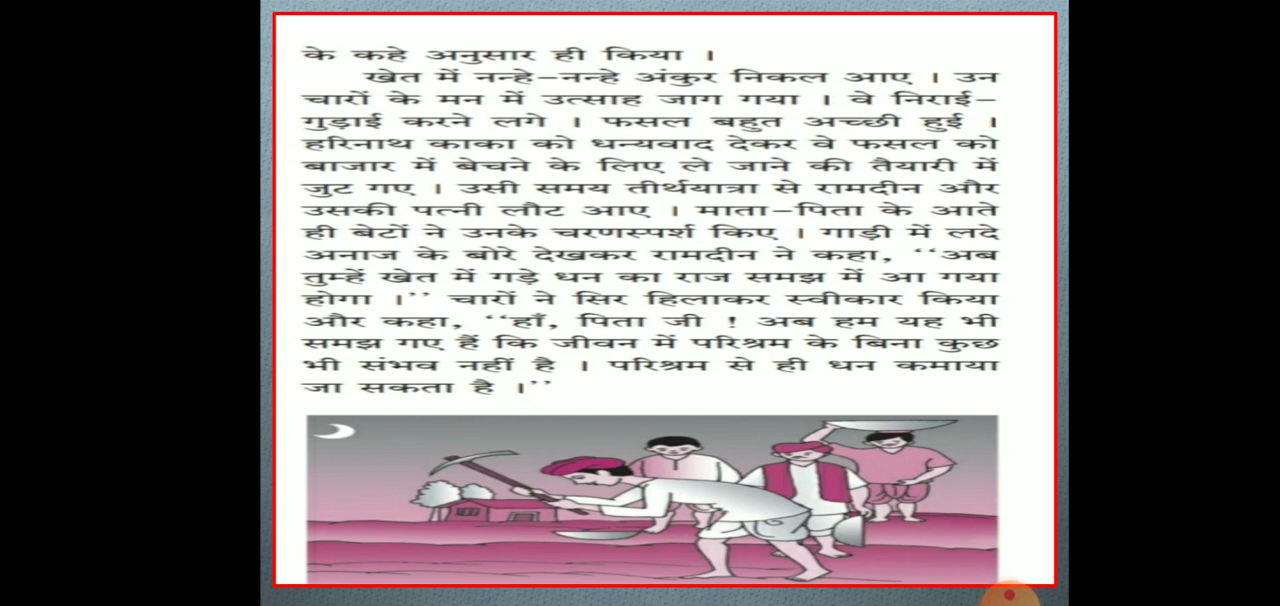 के कहे अनुसार ही किया ।
खेत में नन्हे-नन्हे अंकुर निकल आए । उन
चारों के मन में उत्साह जाग गया । वे निराई-
गुड़ाई करने लगे । फसल बहुत अच्छी हुई ।
हरिनाथ काका को धन्यवाद देकर वे फसल को
बाजार में बेचने के लिए ले जाने की तैयारी में
जुट गए । उसी समय तीर्थयात्रा से रामदीन और
उसकी पत्नी लौट आए । माता-पिता के आते
ही बेटों ने उनके चरणस्पर्श किए । गाड़ी में लदे
अनाज के बोरे देखकर रामदीन ने कहा, ‘‘अब
तुम्हें खेत में गड़े धन का राज समझ में आ गया
होगा ।’’ चारों ने सिर हिलाकर स्वीकार किया
और कहा, ‘‘हाँ, पिता जी ! अब हम यह भी
समझ गए हैं कि जीवन में परिश्रम के बिना कुछ
भी संभव नहीं है । परिश्रम से ही धन कमाया
जा सकता है ।’’